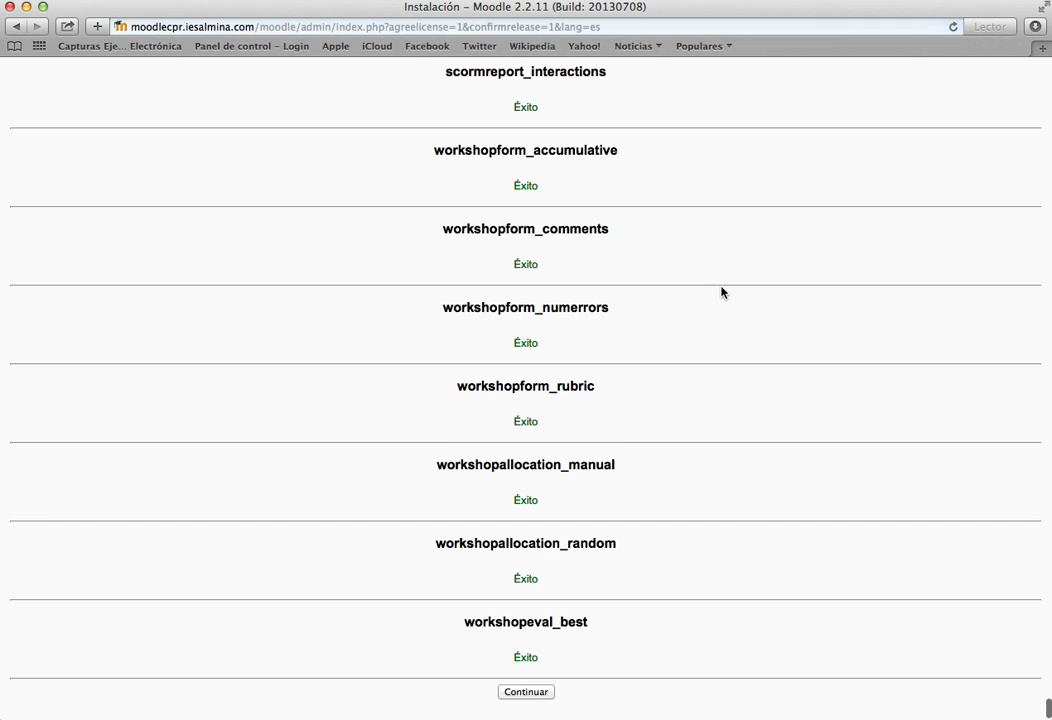 Instalación – Moodle 2.2.11 (Build: 20130708)
moodlecpr.iesalmina.com/moodle/admin/index.php?agreelicense=1&confirmrelease=1&lang=es
Lector
Capturas Eje... Electrónica Panel de control – Login Apple iCloud Facebook Twitter Wikipedia Yahoo! Noticias Populares
scormreport_interactions
Éxito
workshopform_accumulative
Éxito
workshopform_comments
Éxito
workshopform_numerrors
Éxito
workshopform_rubric
Éxito
workshopallocation_manual
Éxito
workshopallocation_random
Éxito
workshopeval_best
Éxito
Continuar